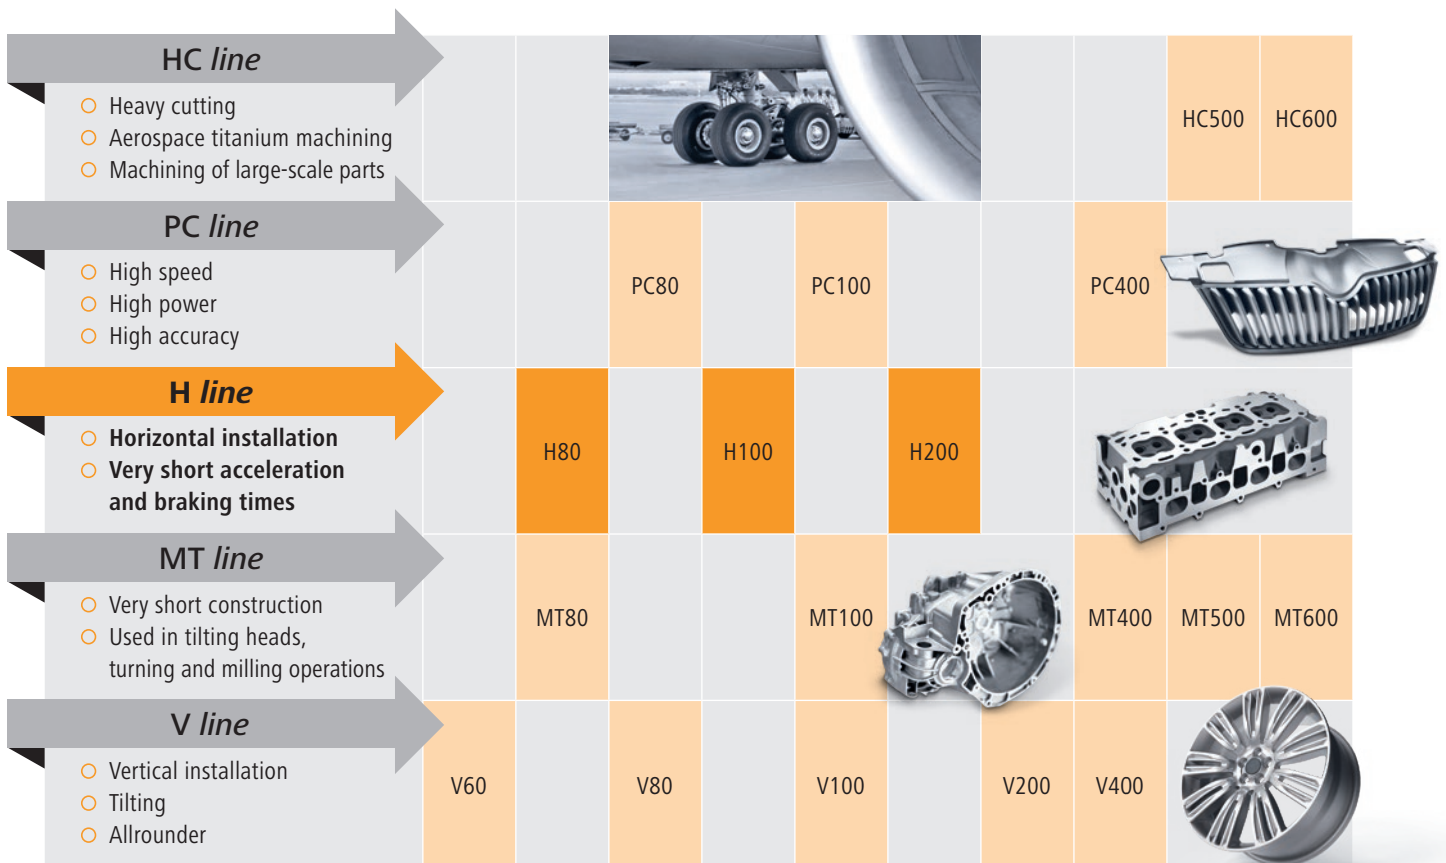 HC line
Heavy cutting
Aerospace titanium machining
Machining of large-scale parts
HC500
HC600
PC line
High speed
High power
High accuracy
PC80
PC100
PC400
H line
Horizontal installation
Very short acceleration
and braking times
H80
H100
H200
MT line
Very short construction
Used in tilting heads,
turning and milling operations
MT80
MT100
MT400
MT500
MT600
V line
Vertical installation
Tilting
Allrounder
V60
V80
V100
V200
V400